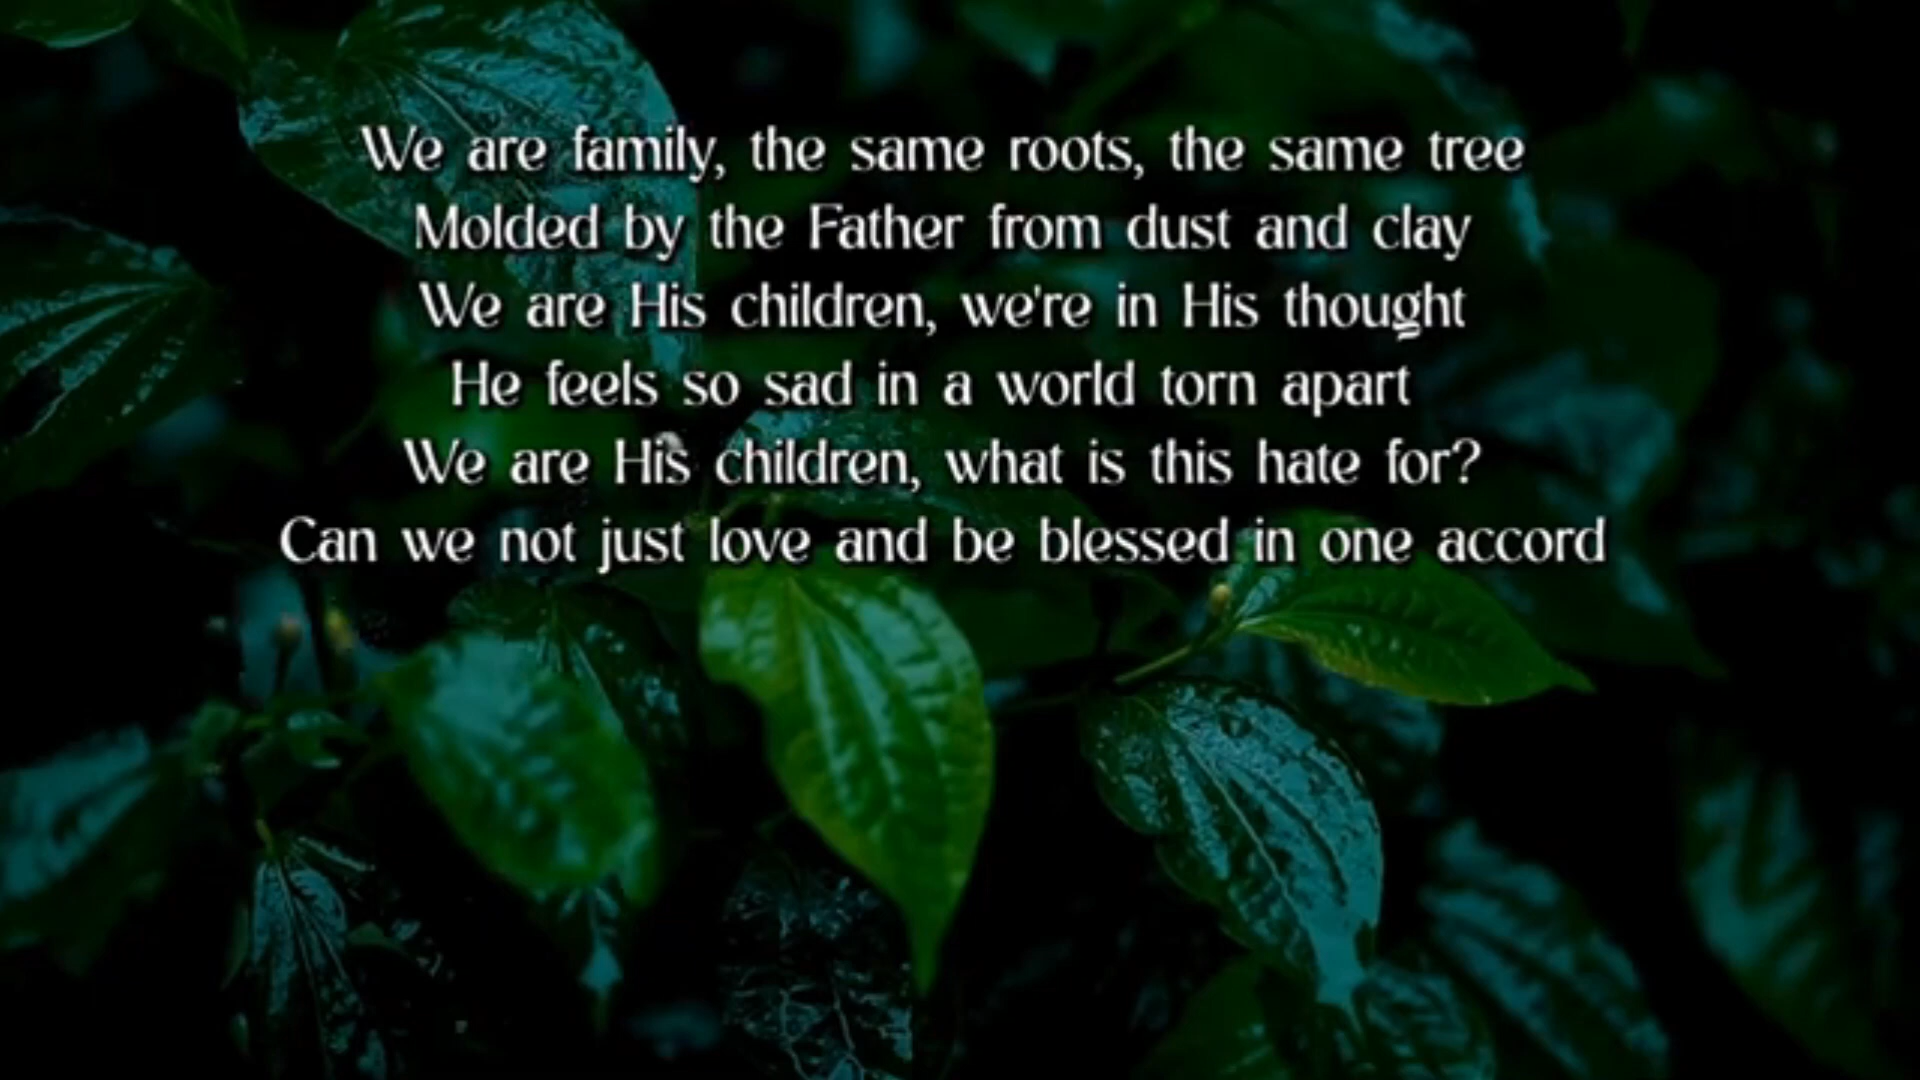 We are family, the same roots, the same tree
Molded by the Father from dust and clay
We are His children, we're in His thought
He feels so sad in a world torn apart
We are His children, what is this hate for?
Can we not just love and be blessed in one accord